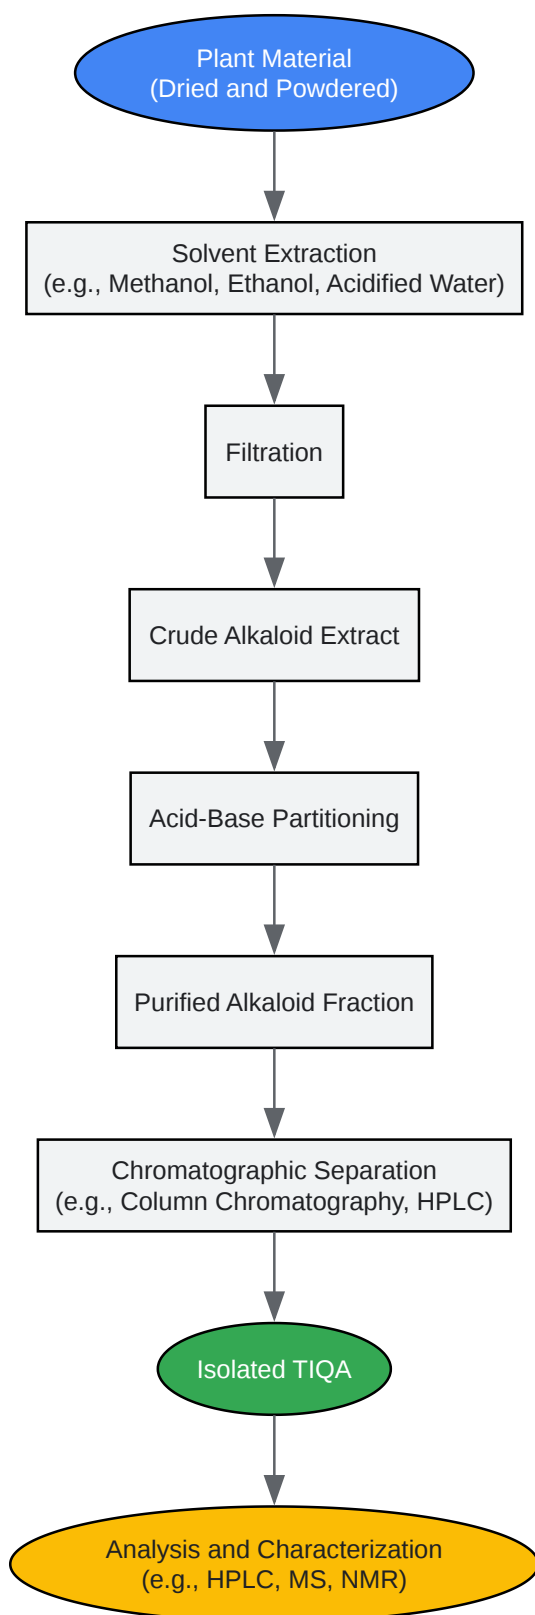 Plant Material
(Dried and Powdered)
Solvent Extraction
(e.g., Methanol, Ethanol, Acidified Water)
Filtration
Crude Alkaloid Extract
Acid-Base Partitioning
Purified Alkaloid Fraction
Chromatographic Separation
(e.g., Column Chromatography, HPLC)
Isolated TIQA
Analysis and Characterization
(e.g., HPLC, MS, NMR)